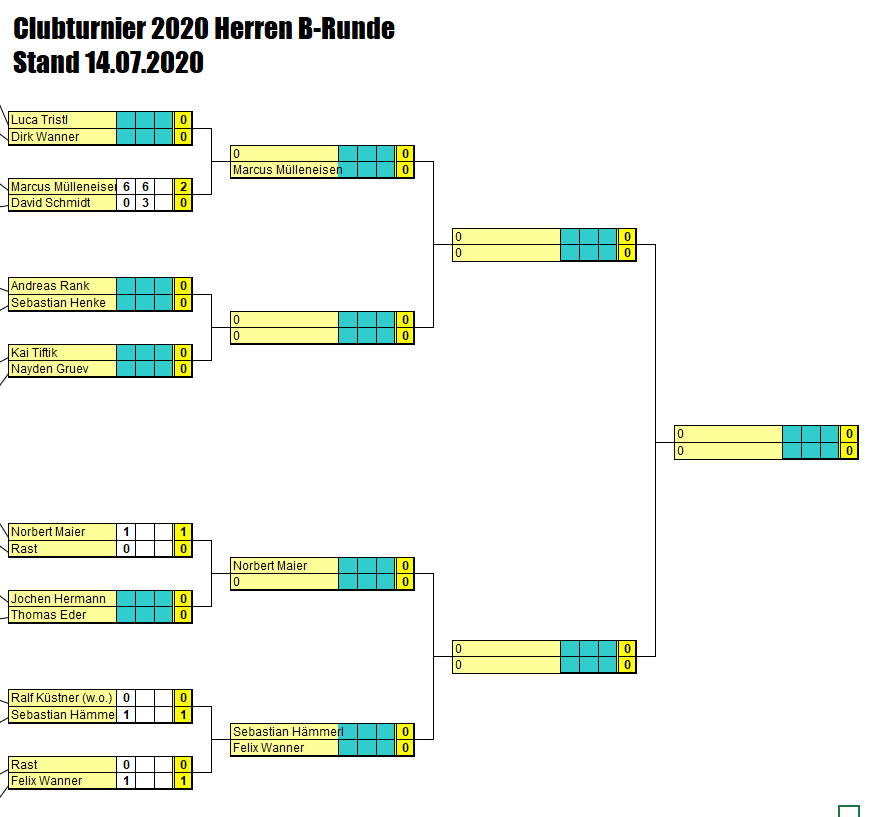 Clubturnier 2020 Herren B-Runde
Stand 14.07.2020
Luca Tristl 0
Dirk Wanner 0
0 0
Marcus Mülleneisen 0
Marcus Mülleneisen 6 6 2
David Schmidt 0 3 0
0 0
0 0
Andreas Rank 0
Sebastian Henke 0
0 0
0 0
Kai Tiftik 0
Nayden Gruev 0
0 0
0 0
Norbert Maier 1 1
Rast 0 0
Norbert Maier 0
0 0
Jochen Hermann 0
Thomas Eder 0
0 0
0 0
Ralf Küstner (w.o.) 0 0
Sebastian Hämme 1 1
Sebastian Hämmerl 0
Felix Wanner 0
Rast 0 0
Felix Wanner 1 1